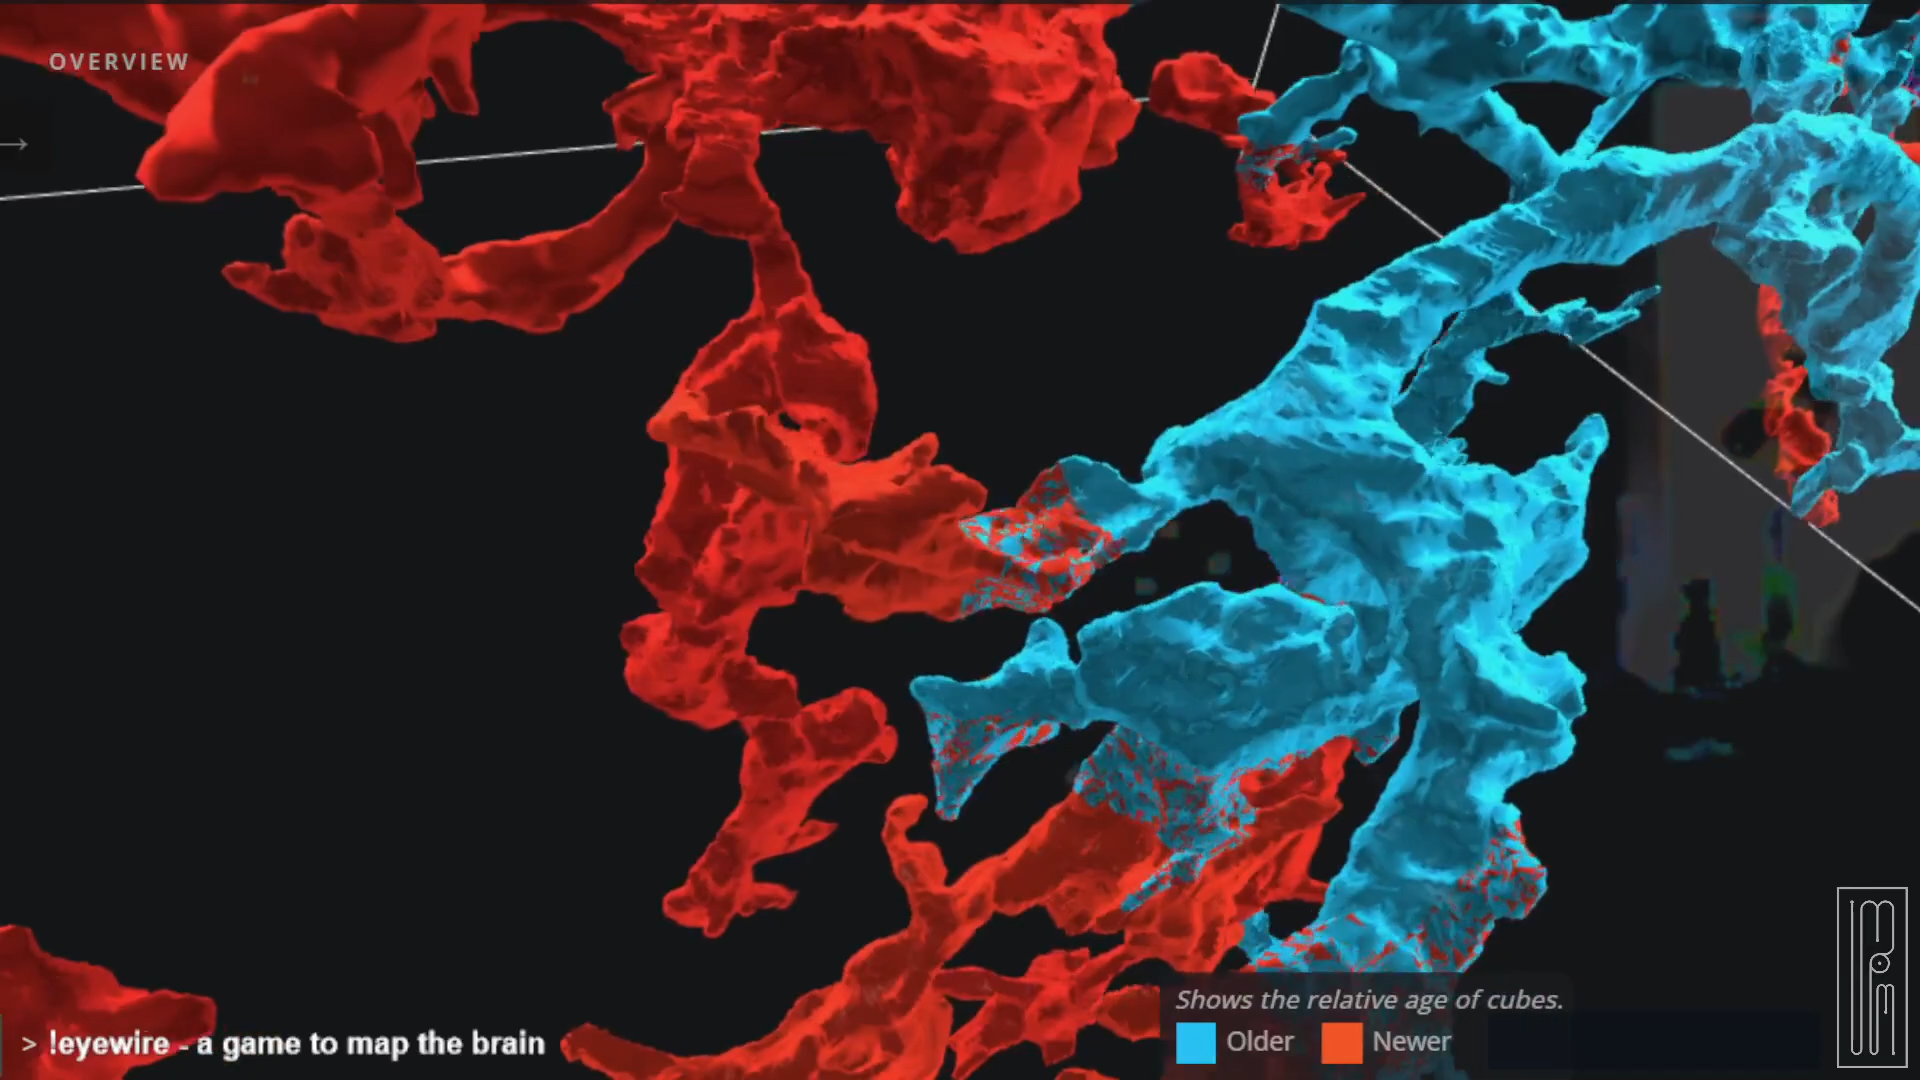 OVERVIEW
→
Shows the relative age of cubes.
Older Newer
> !eyewire - a game to map the brain